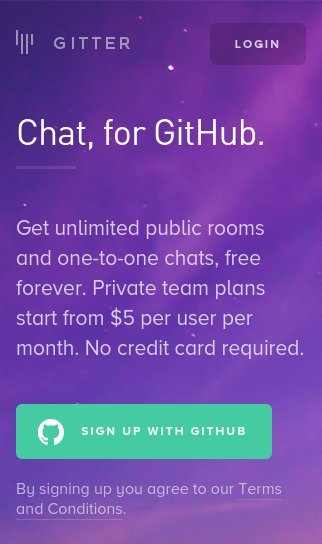 GITTER
LOGIN
Chat, for GitHub.
Get unlimited public rooms
and one-to-one chats, free
forever. Private team plans
start from $5 per user per
month. No credit card required.
SIGN UP WITH GITHUB
By signing up you agree to our Terms
and Conditions.